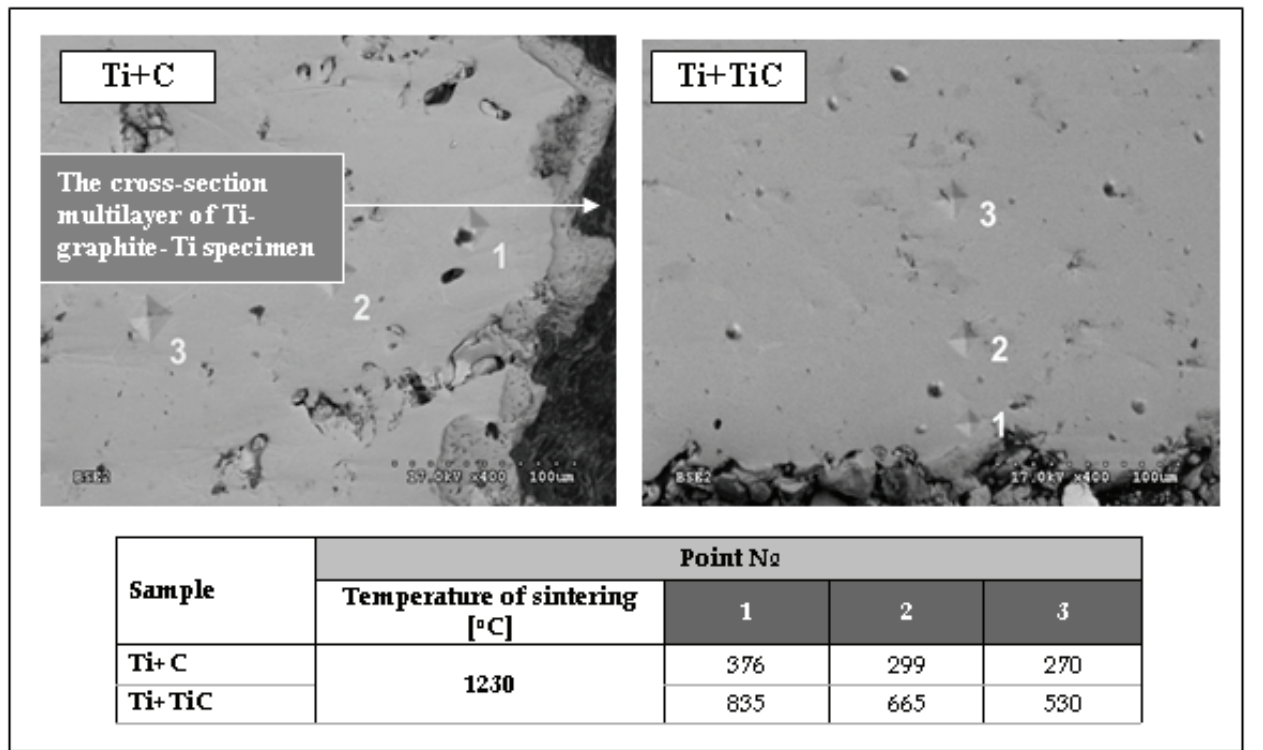 Ti+C
The cross-section
multilayer of Ti-
graphite-Ti specimen
1
2
3
BSE2 17.0kV x400 100um
Ti+TiC
3
2
1
BSE2 17.0kV x400 100um
Sample
Point №
Temperature of sintering
[°C]
1 2 3
Ti+ C 1230 376 299 270
Ti+TiC 835 665 530